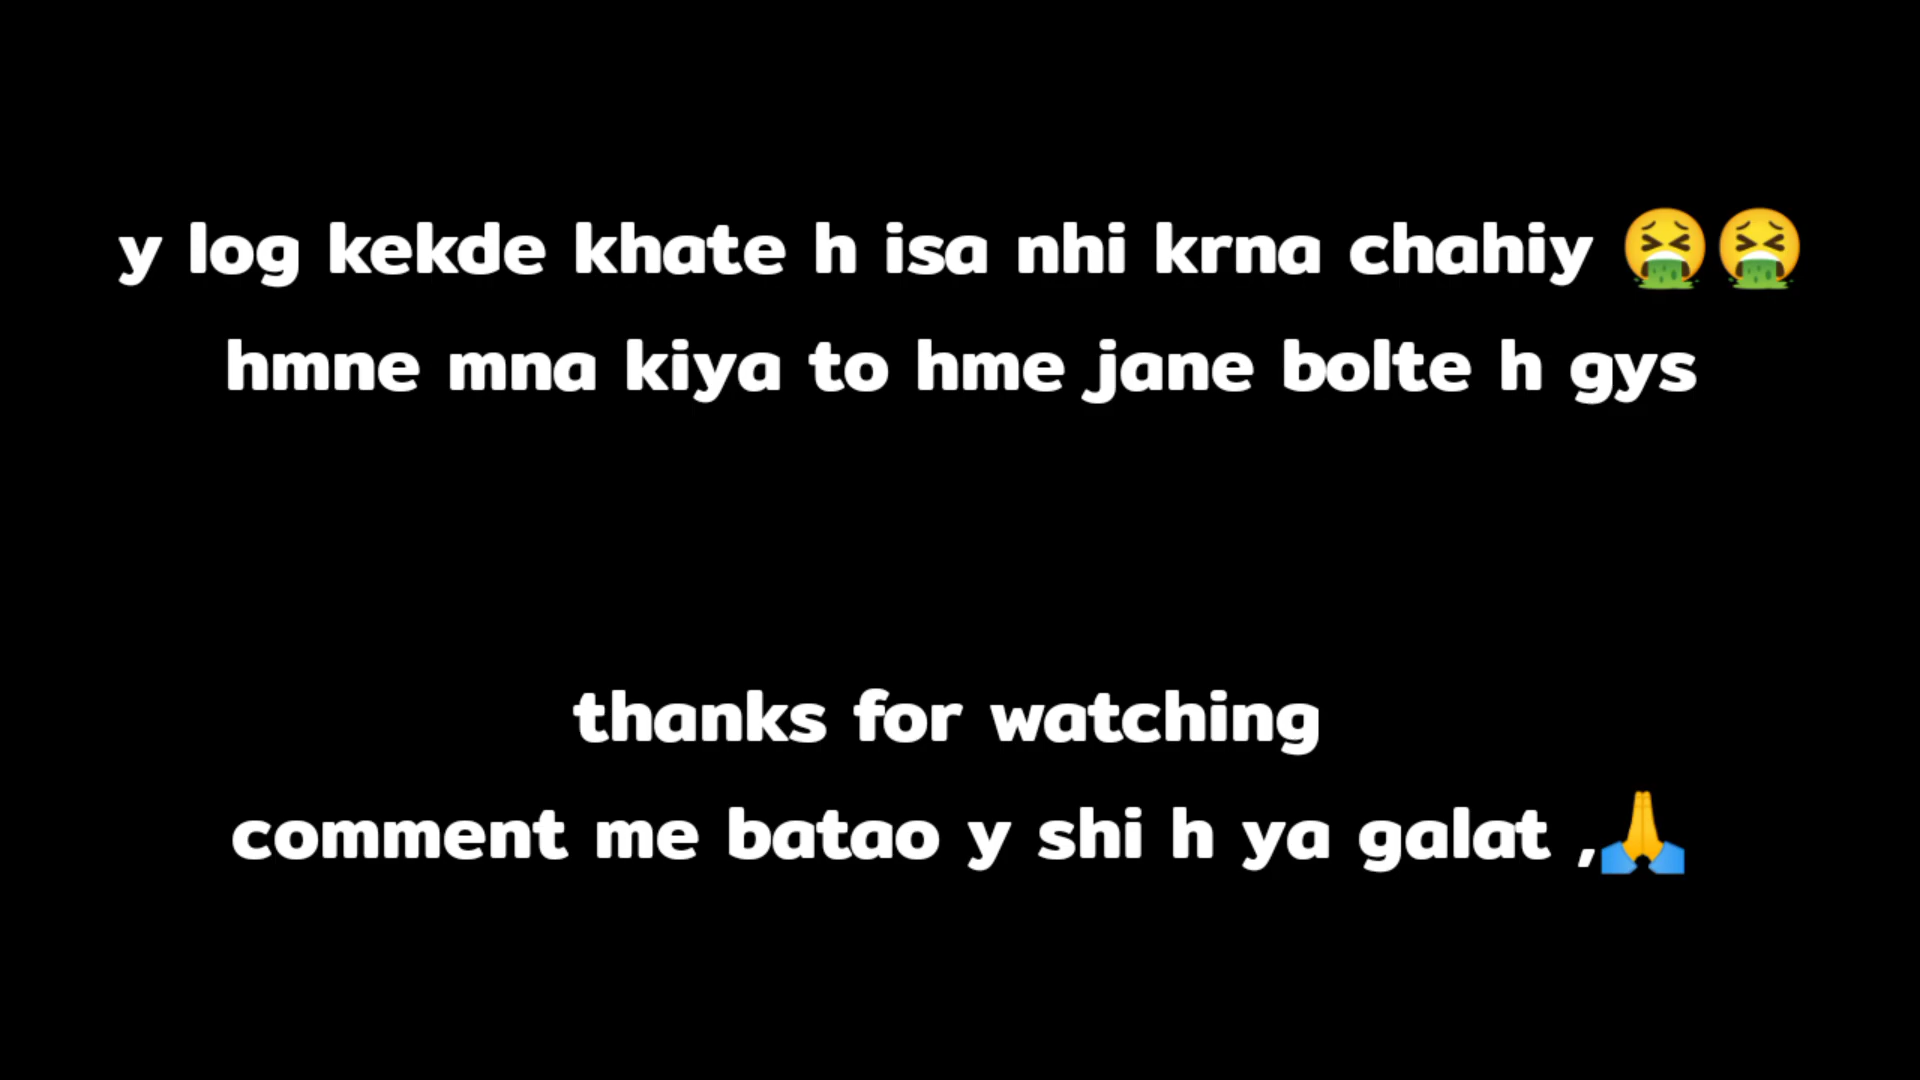 y log kekde khate h isa nhi krna chahiy 🤮🤮
hmne mna kiya to hme jane bolte h gys
thanks for watching
comment me batao y shi h ya galat ,🙏